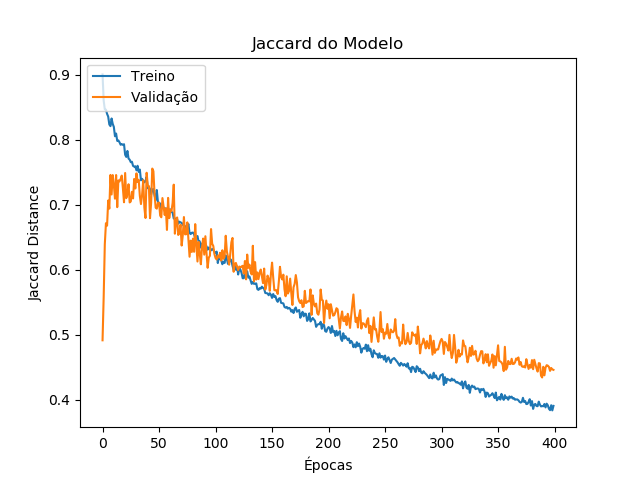 Jaccard do Modelo
Treino
Validação
Jaccard Distance
0.9
0.8
0.7
0.6
0.5
0.4
0 50 100 150 200 250 300 350 400
Épocas